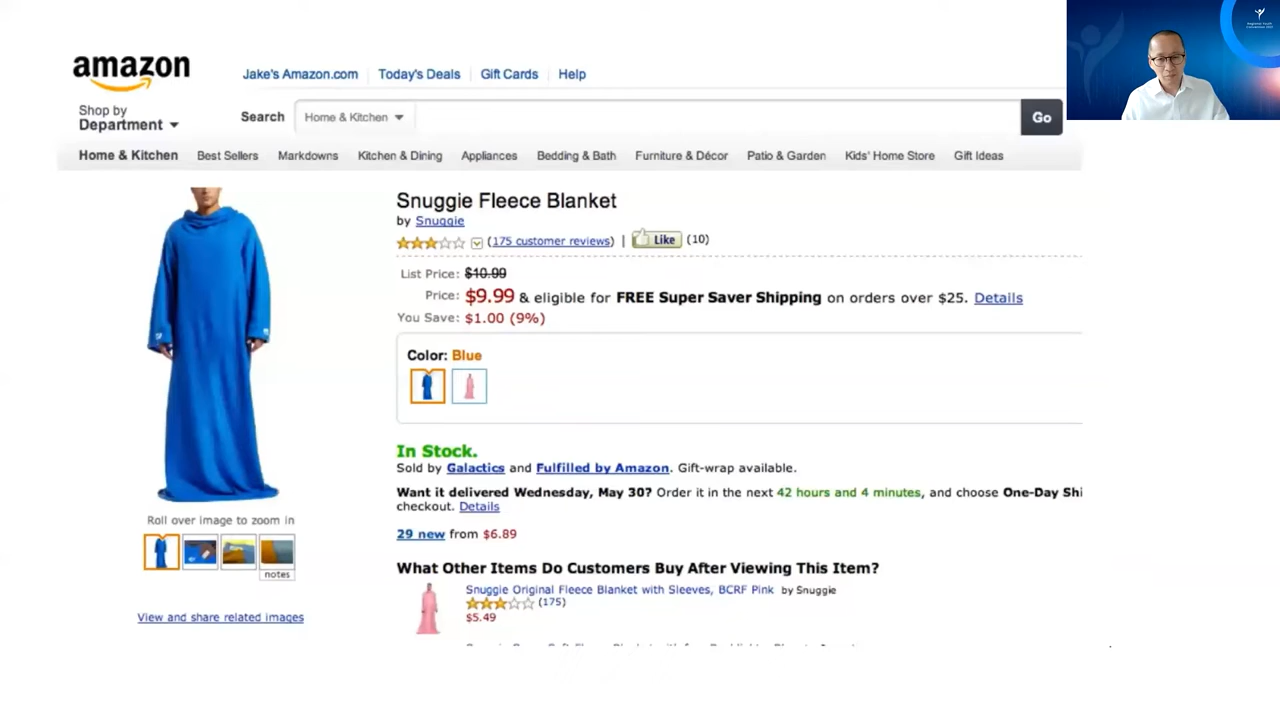 amazon
Jake's Amazon.com
Today's Deals
Gift Cards
Help
Shop by
Department
Search
Home & Kitchen
Go
Home & Kitchen
Best Sellers
Markdowns
Kitchen & Dining
Appliances
Bedding & Bath
Furniture & Décor
Patio & Garden
Kids' Home Store
Gift Ideas
Snuggie Fleece Blanket
by Snuggie
(175 customer reviews) | Like (10)
List Price: $10.99
Price: $9.99 & eligible for FREE Super Saver Shipping on orders over $25. Details
You Save: $1.00 (9%)
Color: Blue
In Stock.
Sold by Galactics and Fulfilled by Amazon. Gift-wrap available.
Want it delivered Wednesday, May 30? Order it in the next 42 hours and 4 minutes, and choose One-Day Shi
checkout. Details
29 new from $6.89
Roll over image to zoom in
notes
View and share related images
What Other Items Do Customers Buy After Viewing This Item?
Snuggie Original Fleece Blanket with Sleeves, BCRF Pink by Snuggie
(175)
$5.49